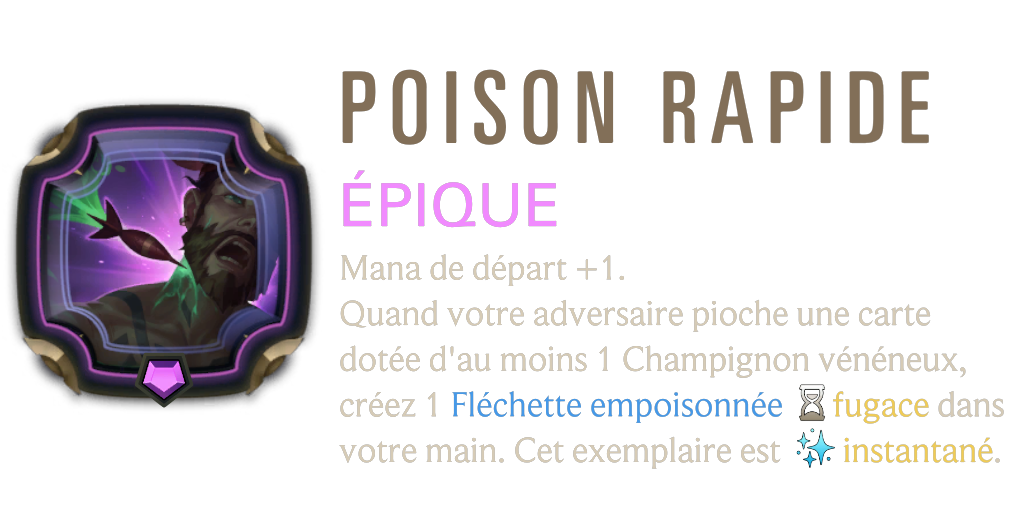 POISON RAPIDE
ÉPIQUE
Mana de départ +1.
Quand votre adversaire pioche une carte
dotée d'au moins 1 Champignon vénéneux,
créez 1 Fléchette empoisonnée fugace dans
votre main. Cet exemplaire est instantané.